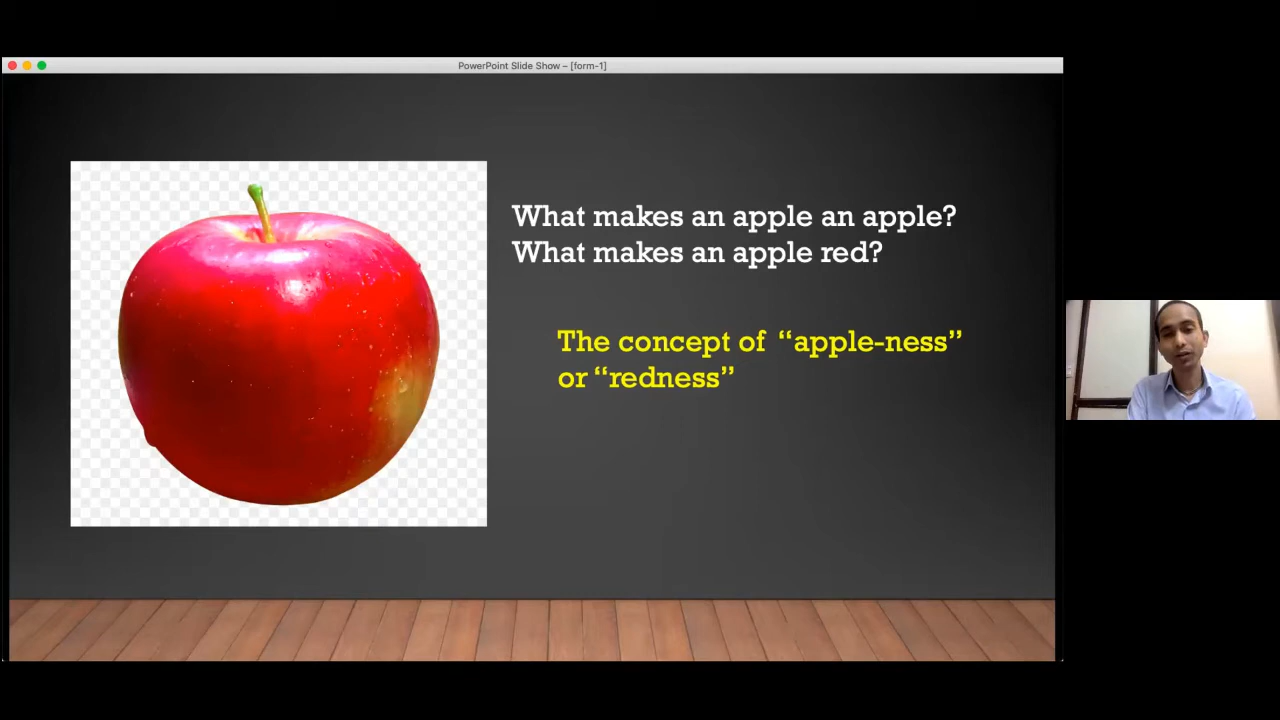 PowerPoint Slide Show – [form-1]
What makes an apple an apple?
What makes an apple red?
The concept of “apple-ness”
or “redness”